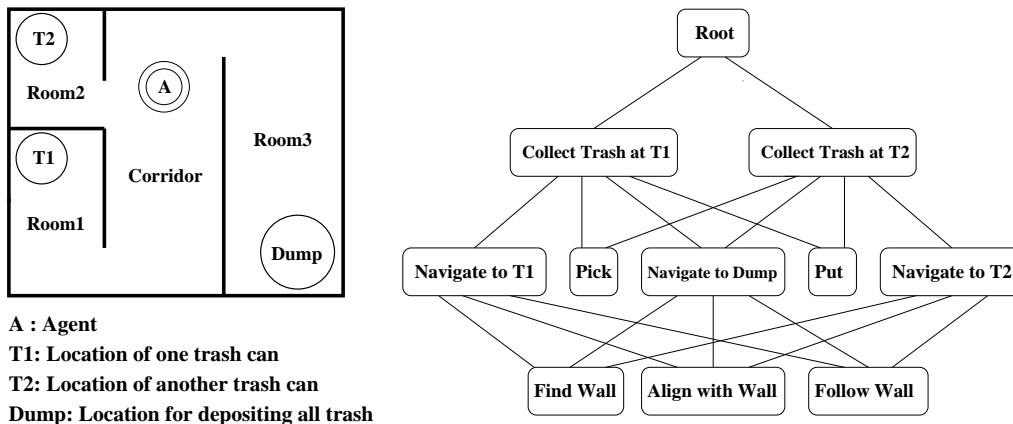 T2
Room2
A
T1
Room1
Corridor
Room3
Dump
A : Agent
T1: Location of one trash can
T2: Location of another trash can
Dump: Location for depositing all trash
Root
Collect Trash at T1
Collect Trash at T2
Navigate to T1
Pick
Navigate to Dump
Put
Navigate to T2
Find Wall
Align with Wall
Follow Wall